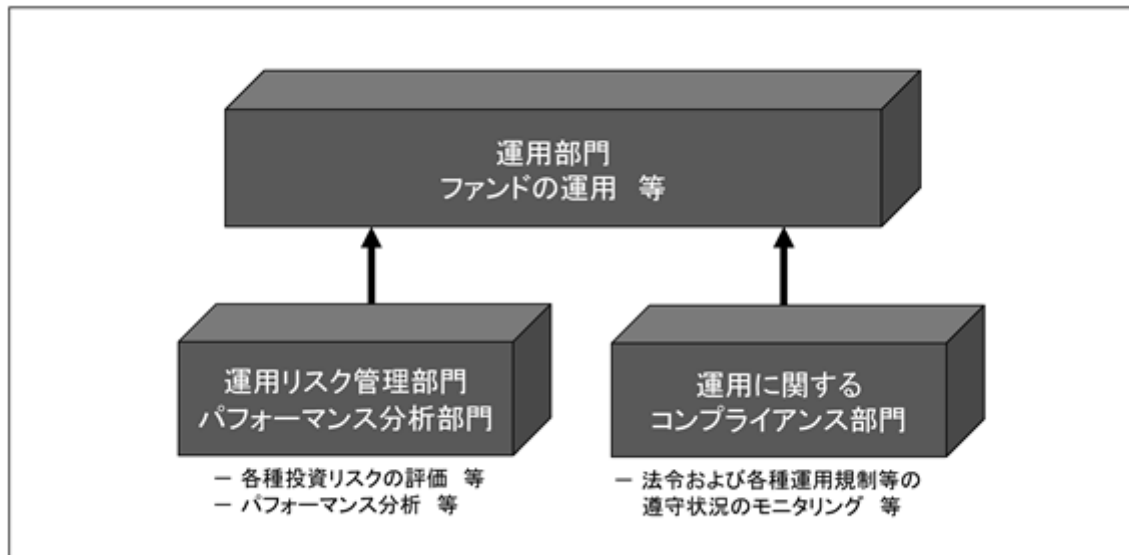 運用部門
ファンドの運用 等
運用リスク管理部門
パフォーマンス分析部門
－ 各種投資リスクの評価 等
－ パフォーマンス分析 等
運用に関する
コンプライアンス部門
－ 法令および各種運用規制等の
遵守状況のモニタリング 等